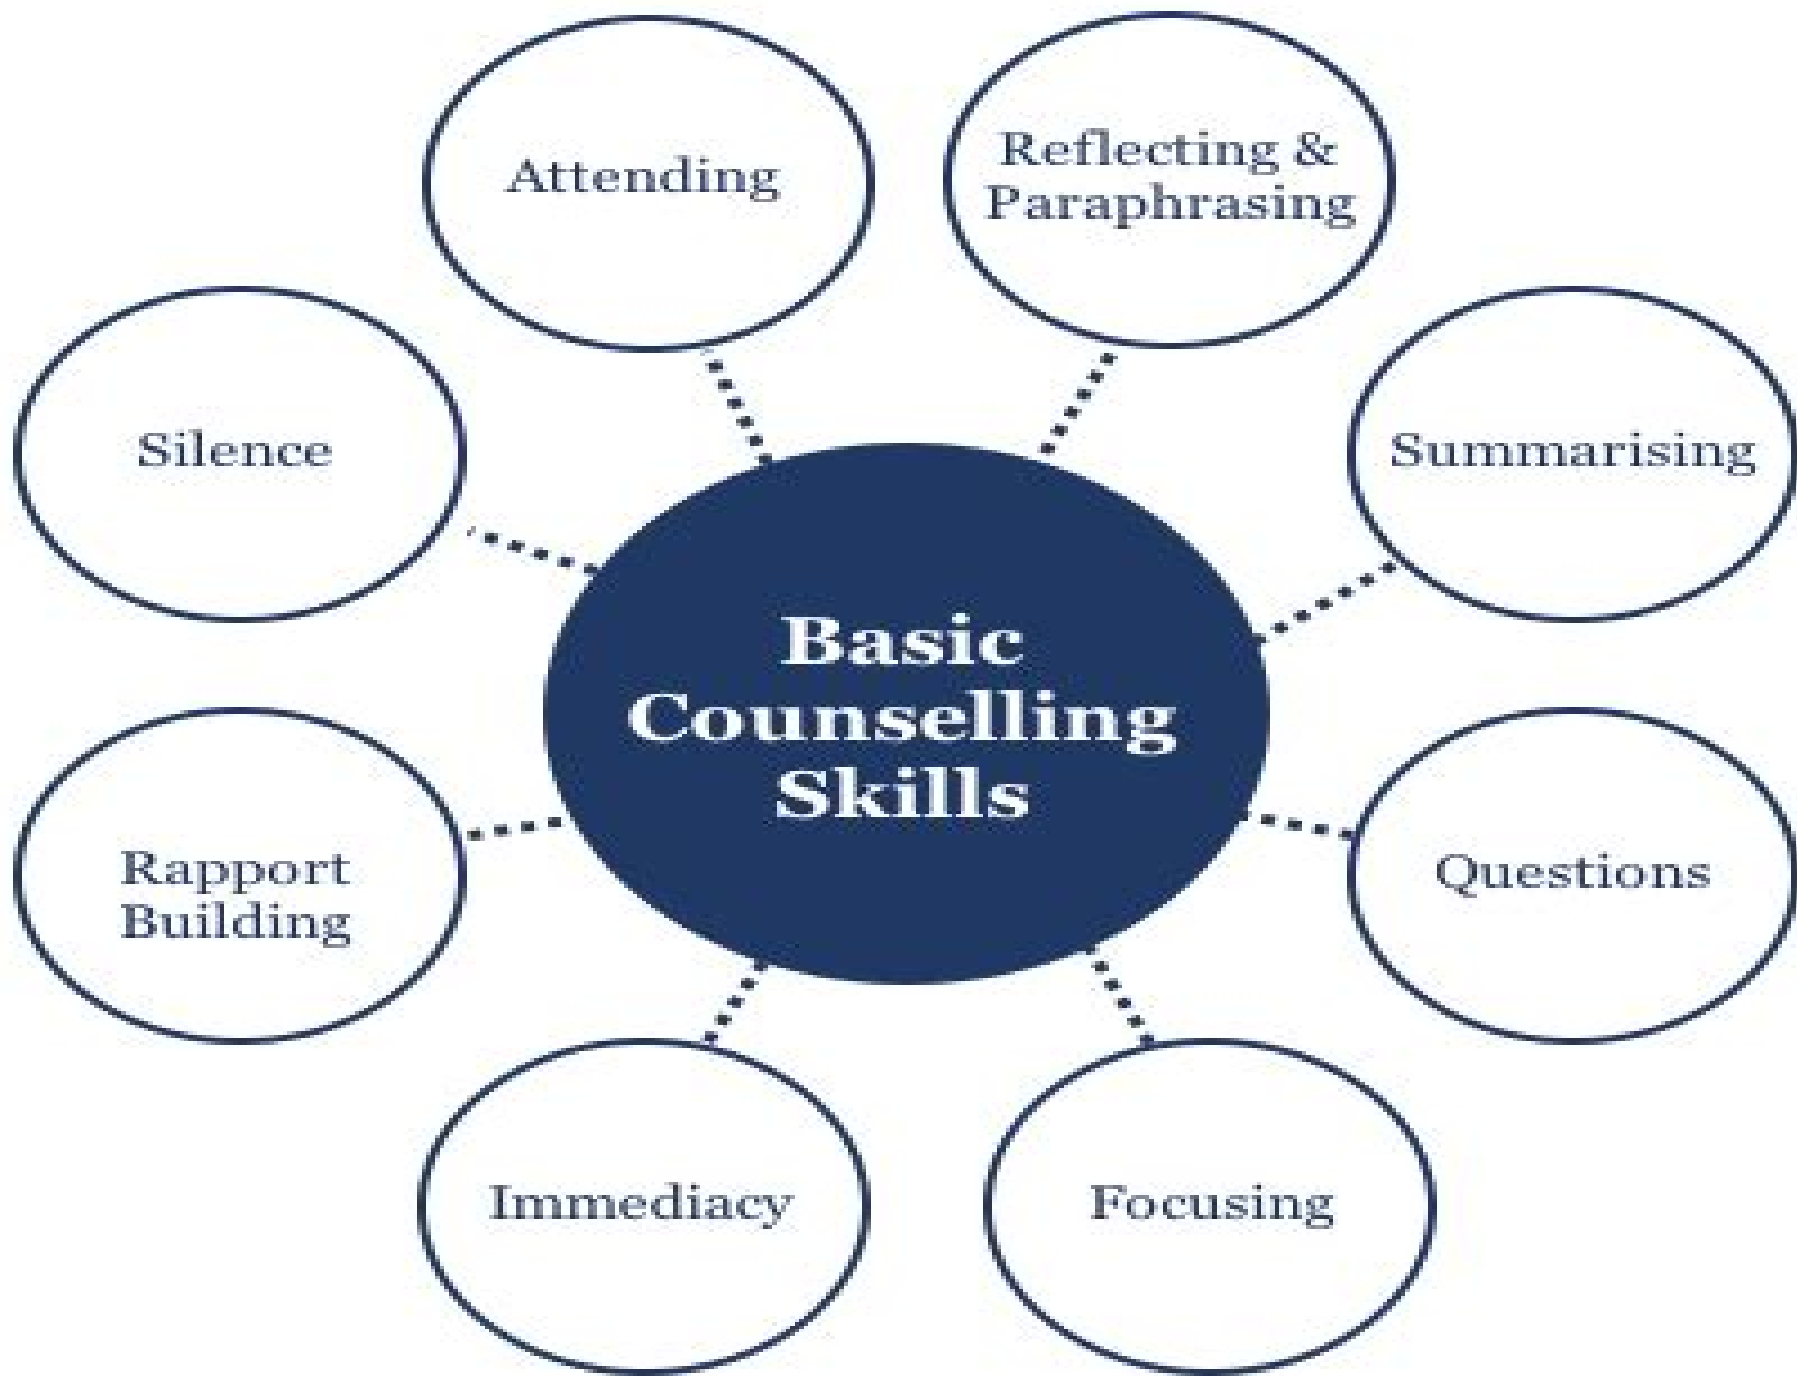 Attending
Reflecting &
Paraphrasing
Silence
Summarising
Basic
Counselling
Skills
Rapport
Building
Questions
Immediacy
Focusing